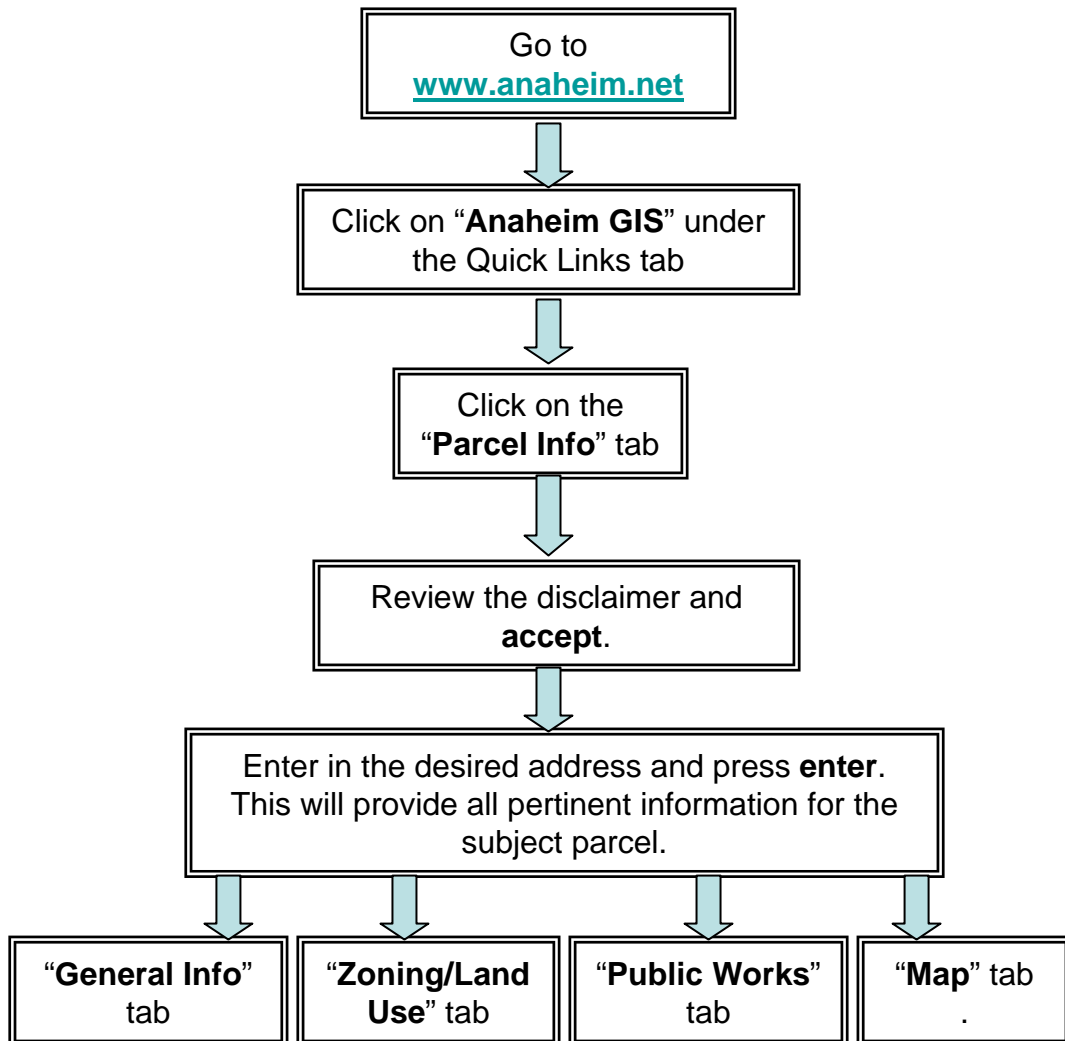 Go to
www.anaheim.net
Click on “Anaheim GIS” under
the Quick Links tab
Click on the
“Parcel Info” tab
Review the disclaimer and
accept.
Enter in the desired address and press enter.
This will provide all pertinent information for the
subject parcel.
“General Info”
tab
“Zoning/Land
Use” tab
“Public Works”
tab
“Map” tab
.